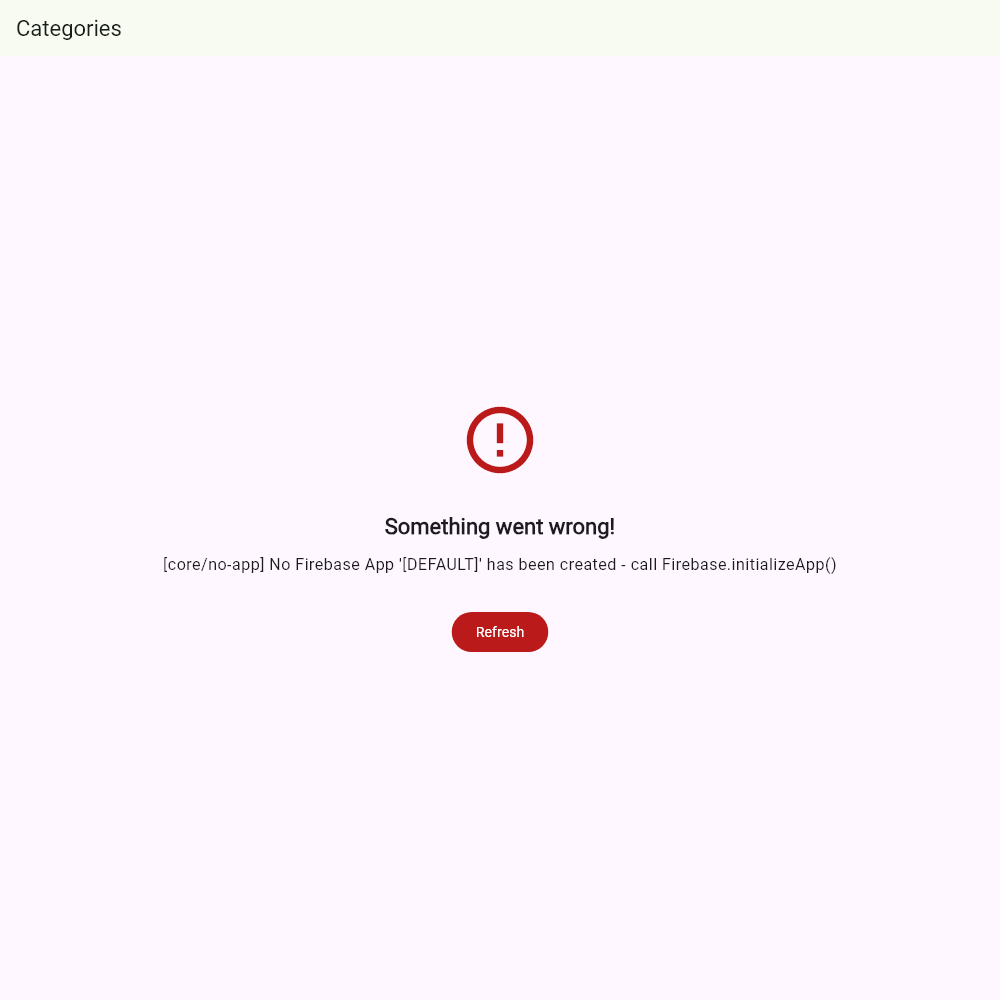 Categories
Something went wrong!
[core/no-app] No Firebase App '[DEFAULT]' has been created - call Firebase.initializeApp()
Refresh